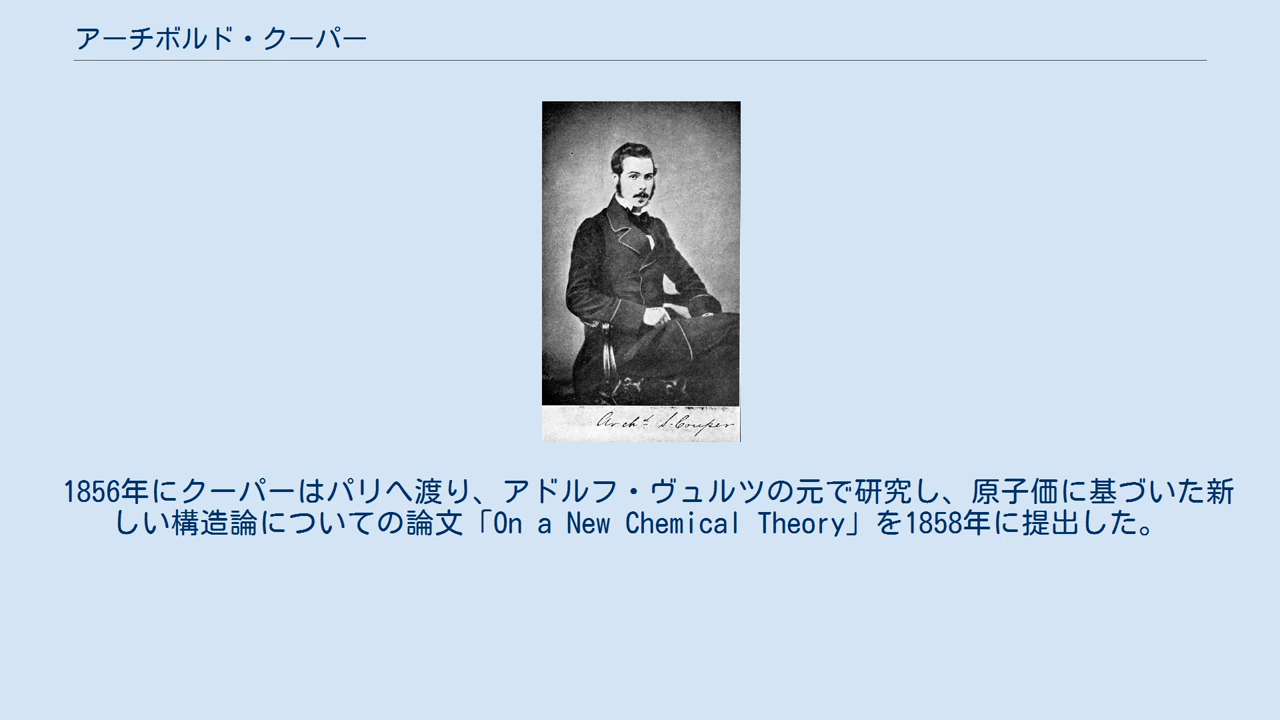 アーチボルド・クーパー
Archd. S. Couper
1856年にクーパーはパリへ渡り、アドルフ・ヴュルツの元で研究し、原子価に基づいた新
しい構造論についての論文「On a New Chemical Theory」を1858年に提出した。